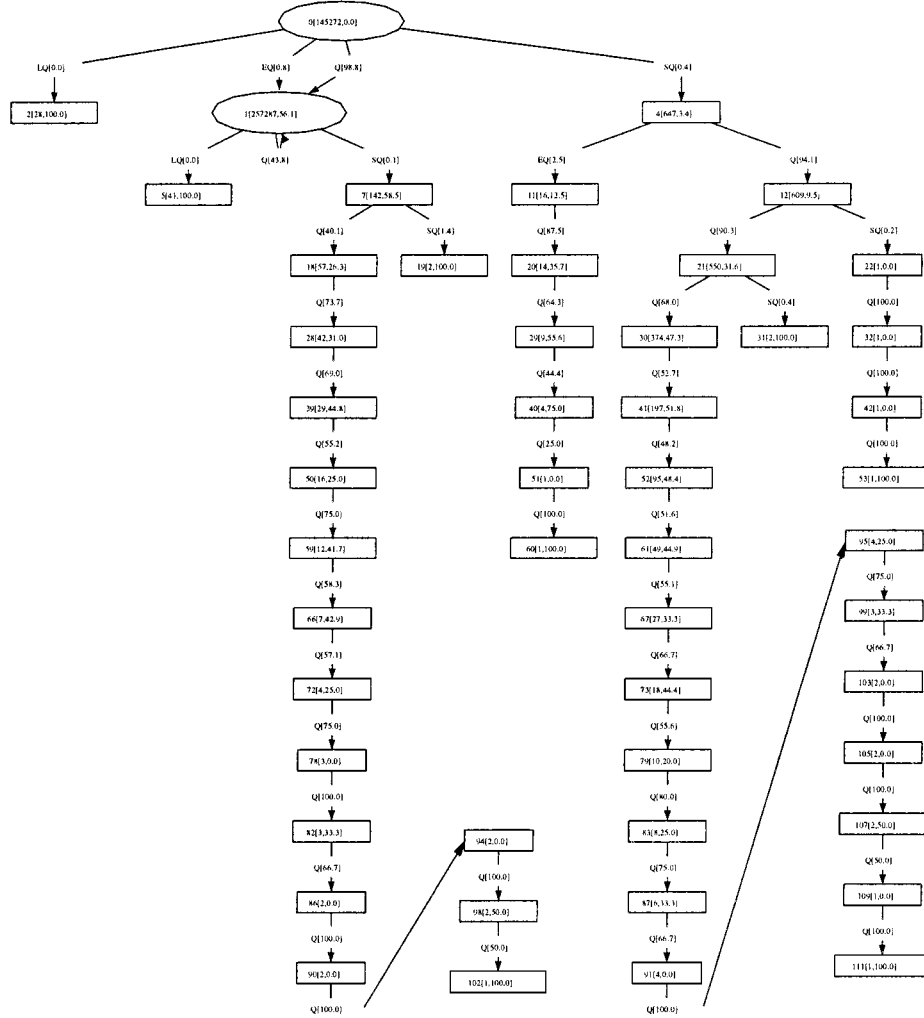 0[145272,0.0}
LQ[0.0}
EQ[0.8}
Q[98.8}
SQ[0.4}
2[28,100.0}
1[257287,56.1}
4[647,3.4}
LQ[0.0}
Q[43.8}
SQ[0.1}
EQ[2.5}
Q[94.1}
5[43,100.0}
7[142,58.5}
11[16,12.5}
12[609,9.5}
Q[40.1}
SQ[1.4}
Q[87.5}
Q[90.3}
SQ[0.2}
18[57,26.3}
19[2,100.0}
20[14,35.7}
21[550,31.6}
22[1,0.0}
Q[73.7}
Q[64.3}
Q[68.0}
SQ[0.4}
Q[100.0}
28[42,31.0}
29[9,55.6}
30[374,47.3}
31[2,100.0}
32[1,0.0}
Q[69.0}
Q[44.4}
Q[52.7}
Q[100.0}
39[29,44.8}
40[4,75.0}
41[197,51.8}
42[1,0.0}
Q[55.2}
Q[25.0}
Q[48.2}
Q[100.0}
50[16,25.0}
51[1,0.0}
52[95,48.4}
53[1,100.0}
Q[75.0}
Q[100.0}
Q[51.6}
59[12,41.7}
60[1,100.0}
61[49,44.9}
95[4,25.0}
Q[58.3}
Q[55.1}
Q[75.0}
66[7,42.9}
67[27,33.3}
99[3,33.3}
Q[57.1}
Q[66.7}
Q[66.7}
72[4,25.0}
73[18,44.4}
103[2,0.0}
Q[75.0}
Q[55.6}
Q[100.0}
78[3,0.0}
79[10,20.0}
105[2,0.0}
Q[100.0}
Q[80.0}
Q[100.0}
82[3,33.3}
94[2,0.0}
83[8,25.0}
107[2,50.0}
Q[66.7}
Q[100.0}
Q[75.0}
Q[50.0}
86[2,0.0}
98[2,50.0}
87[6,33.3}
109[1,0.0}
Q[100.0}
Q[50.0}
Q[66.7}
Q[100.0}
90[2,0.0}
102[1,100.0}
91[4,0.0}
111[1,100.0}
Q[100.0}
Q[100.0}